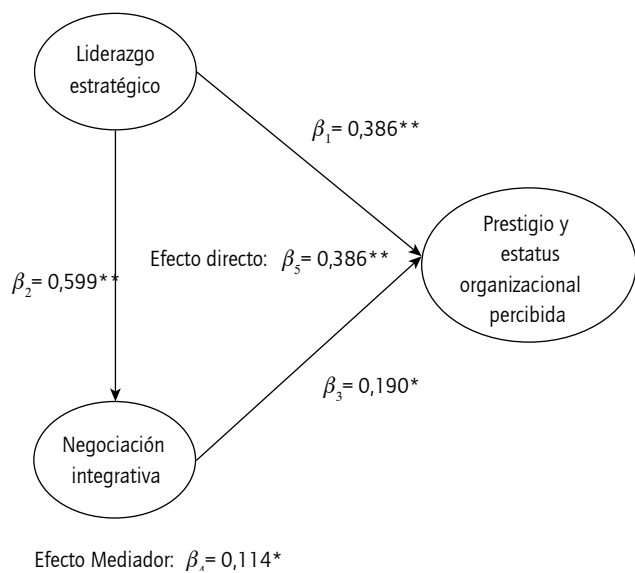 Liderazgo
estratégico
β1= 0,386**
Prestigio y
estatus
organizacional
percibida
Efecto directo: β5= 0,386**
β2= 0,599**
β3= 0,190*
Negociación
integrativa
Efecto Mediador: β4= 0,114*